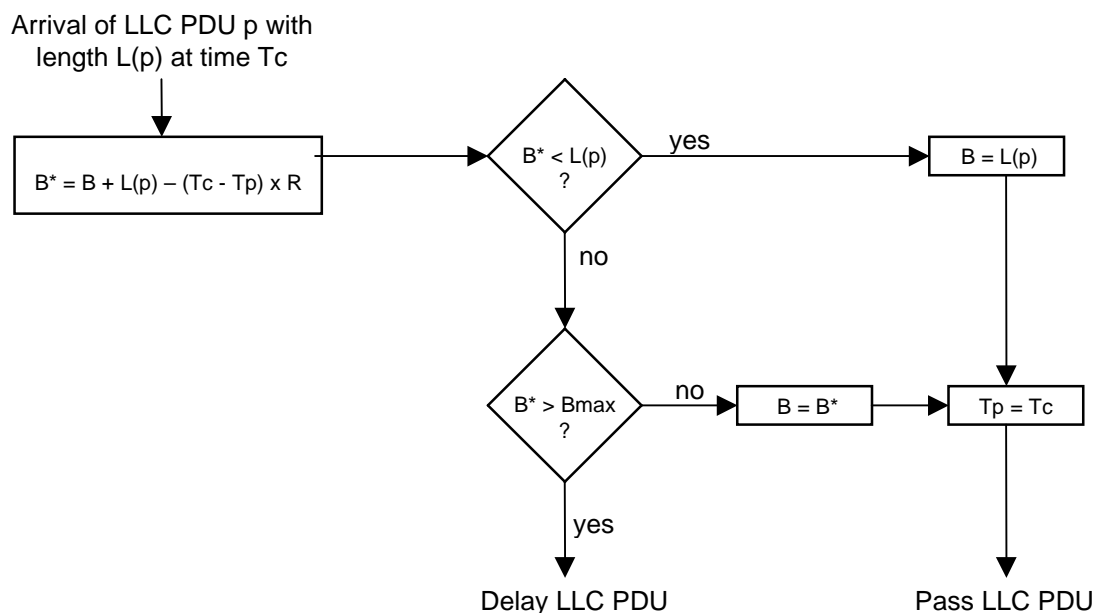 Arrival of LLC PDU p with
length L(p) at time Tc
B* = B + L(p) – (Tc - Tp) x R
B* < L(p)
?
yes
B = L(p)
no
B* > Bmax
?
no
B = B*
Tp = Tc
yes
Delay LLC PDU
Pass LLC PDU